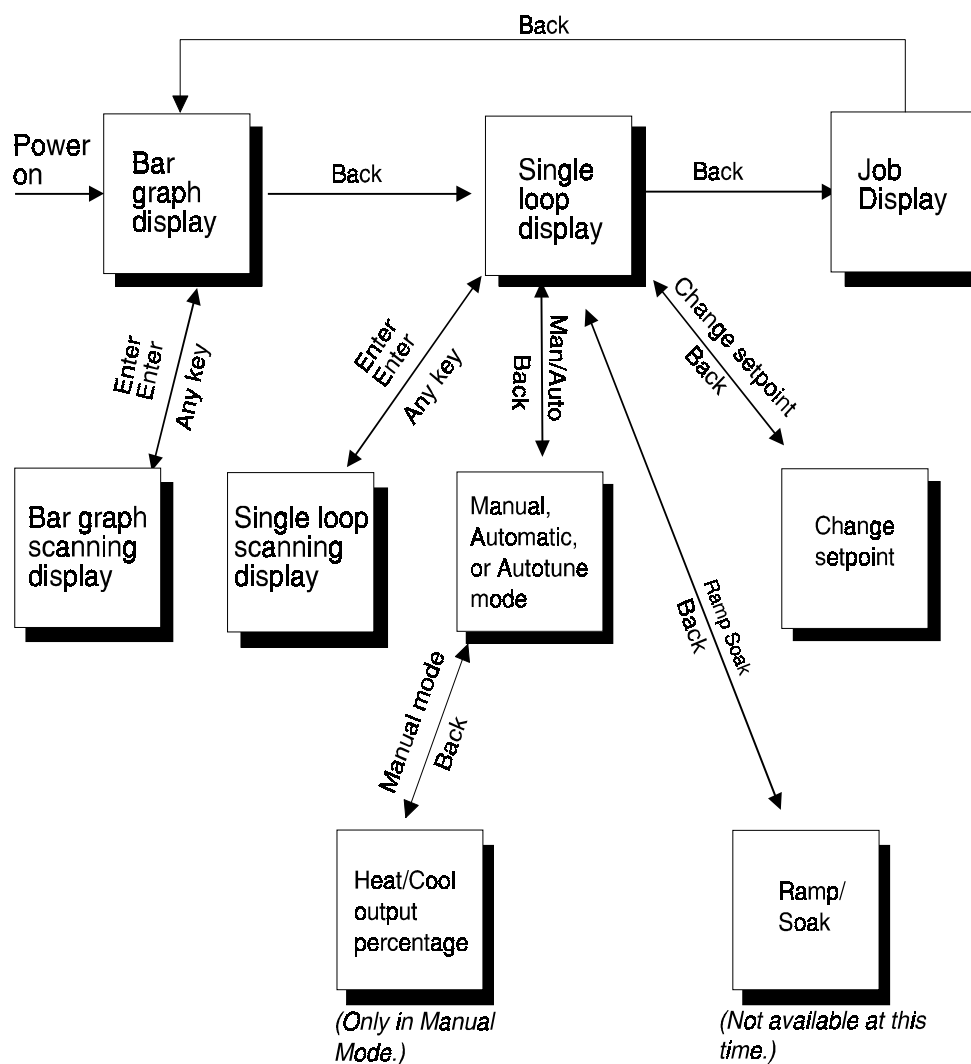 Back
Power
on
Bar
graph
display
Back
Single
loop
display
Back
Job
Display
Enter
Enter
Any key
Enter
Enter
Any key
Man/Auto
Back
Change setpoint
Back
Ramp Soak
Back
Bar graph
scanning
display
Single loop
scanning
display
Manual,
Automatic,
or Autotune
mode
Change
setpoint
Manual mode
Back
Heat/Cool
output
percentage
Ramp/
Soak
(Only in Manual
Mode.)
(Not available at this
time.)